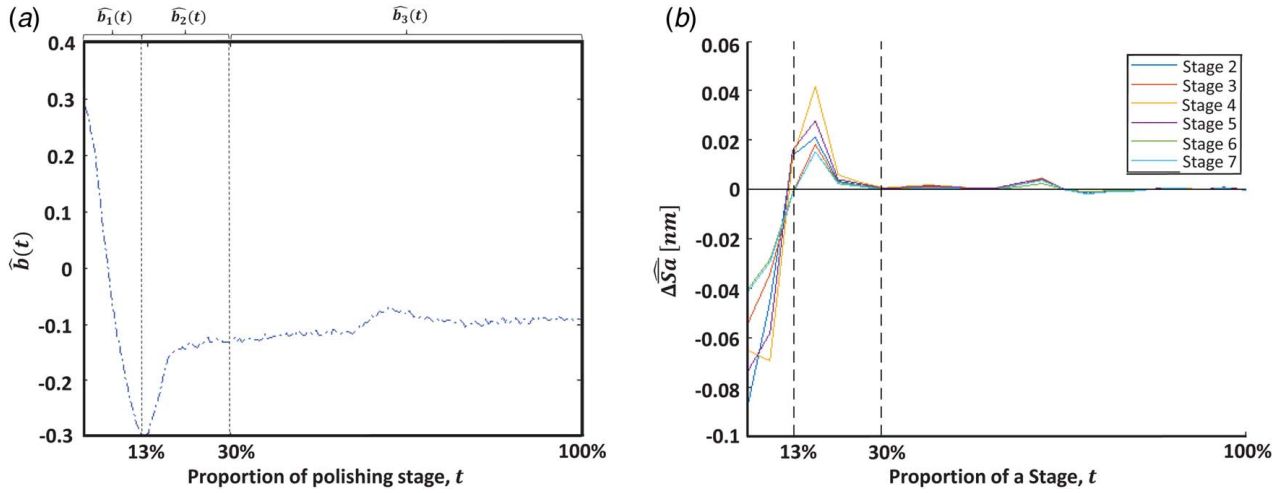 (a)
b̂₁(t) b̂₂(t) b̂₃(t)
0.4
0.3
0.2
0.1
0
-0.1
-0.2
-0.3
b̂(t)
13% 30% 100%
Proportion of polishing stage, t
(b)
0.06
0.04
0.02
0
-0.02
-0.04
-0.06
-0.08
-0.1
ΔSâ [nm]
Stage 2
Stage 3
Stage 4
Stage 5
Stage 6
Stage 7
13% 30% 100%
Proportion of a Stage, t